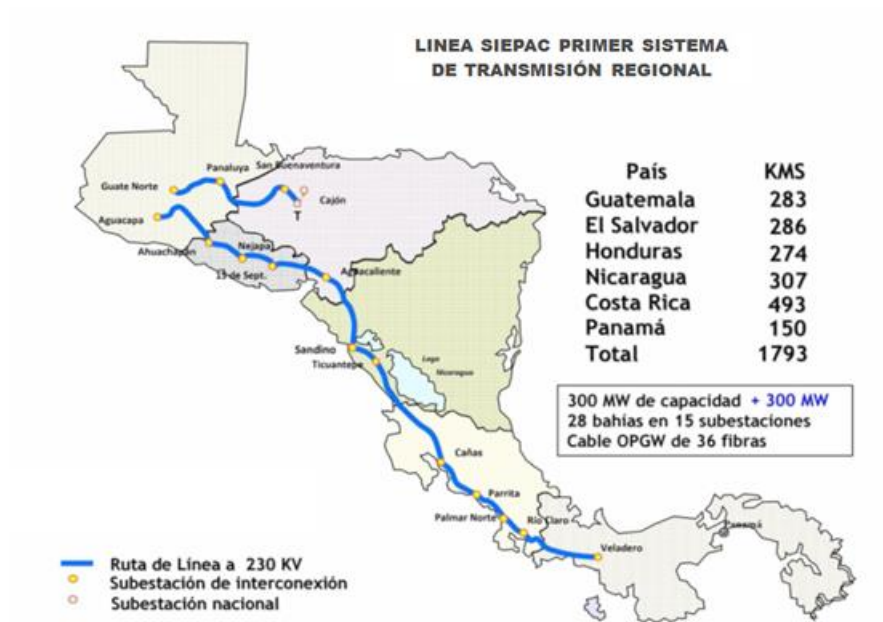 LINEA SIEPAC PRIMER SISTEMA
DE TRANSMISIÓN REGIONAL
País KMS
Guatemala 283
El Salvador 286
Honduras 274
Nicaragua 307
Costa Rica 493
Panamá 150
Total 1793
300 MW de capacidad + 300 MW
28 bahías en 15 subestaciones
Cable OPGW de 36 fibras
Panaluya
San Buenaventura
Guate Norte
Cajón
T
Aguacapa
Ahuachapán
Nejapa
15 de Sept.
Aguacaliente
Sandino
Ticuantepe
Lago
Nicaragua
Cañas
Parrita
Palmar Norte
Río Claro
Veladero
Panamá
Ruta de Línea a 230 KV
Subestación de interconexión
Subestación nacional